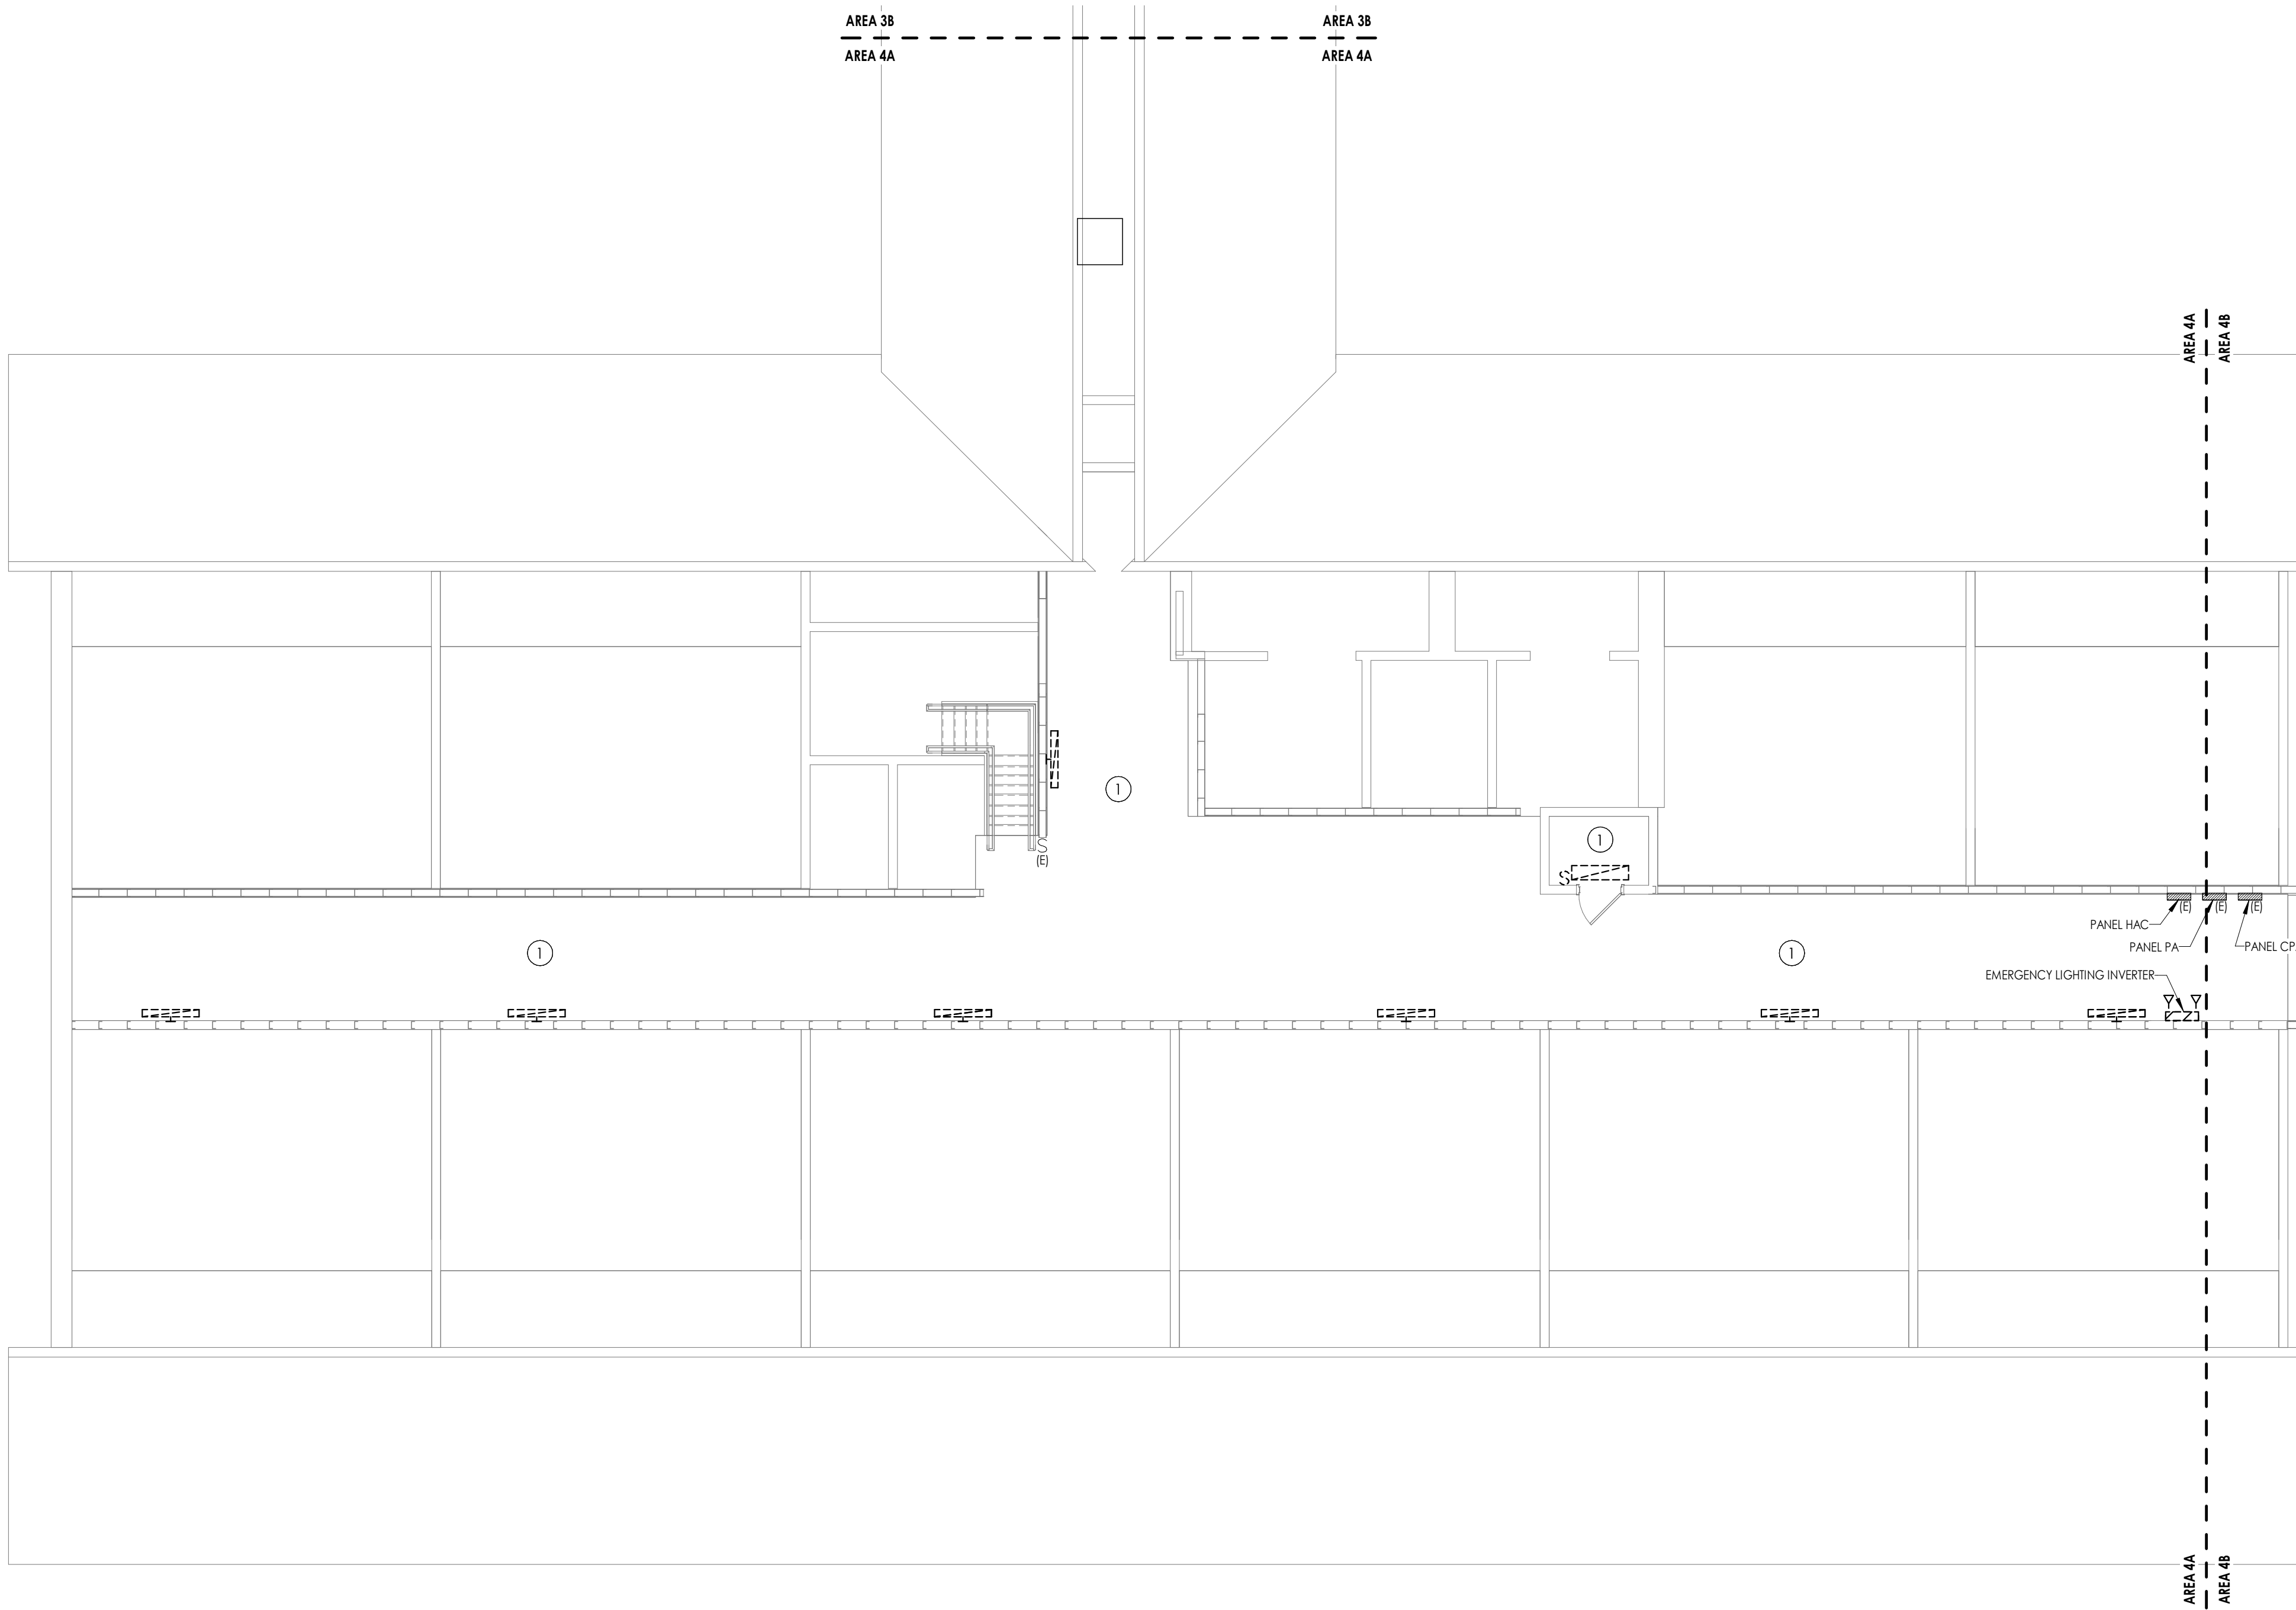 AREA 3B
AREA 3B
AREA 4A
AREA 4A
AREA 4A
AREA 4B
1
1
S
(E)
S
(E)
(E)
(E)
PANEL HAC
PANEL PA
PANEL CP
1
1
EMERGENCY LIGHTING INVERTER
AREA 4A
AREA 4B